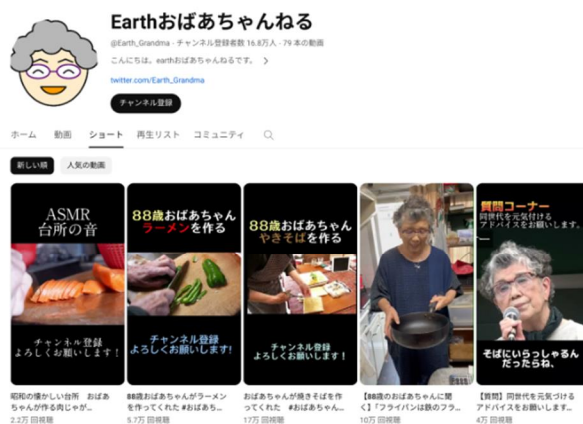 Earthおばあちゃんねる
@Earth_Grandma・チャンネル登録者数 16.8万人・79 本の動画
こんにちは。earthおばあちゃんねるです。 >
twitter.com/Earth_Grandma
チャンネル登録
ホーム 動画 ショート 再生リスト コミュニティ
新しい順 人気の動画
ASMR
台所の音
チャンネル登録
よろしくお願いします!
昭和の懐かしい台所 おばあ
ちゃんが作る肉じゃが...
2.2万 回視聴
88歳おばあちゃん
ラーメンを作る
チャンネル登録
よろしくお願いします!
88歳おばあちゃんがラーメン
を作ってくれた #おばあち...
5.7万 回視聴
88歳おばあちゃん
やきそばを作る
チャンネル登録
よろしくお願いします!
おばあちゃんが焼きそばを作
ってくれた #おばあちゃん...
17万 回視聴
【88歳のおばあちゃんに聞
く】「フライパンは鉄のフラ...
10万 回視聴
質問コーナー
同世代を元気付ける
アドバイスをお願いします。
そばにいらっしゃるん
だったらね、
【質問】同世代を元気づける
アドバイスをお願いします...
4万 回視聴